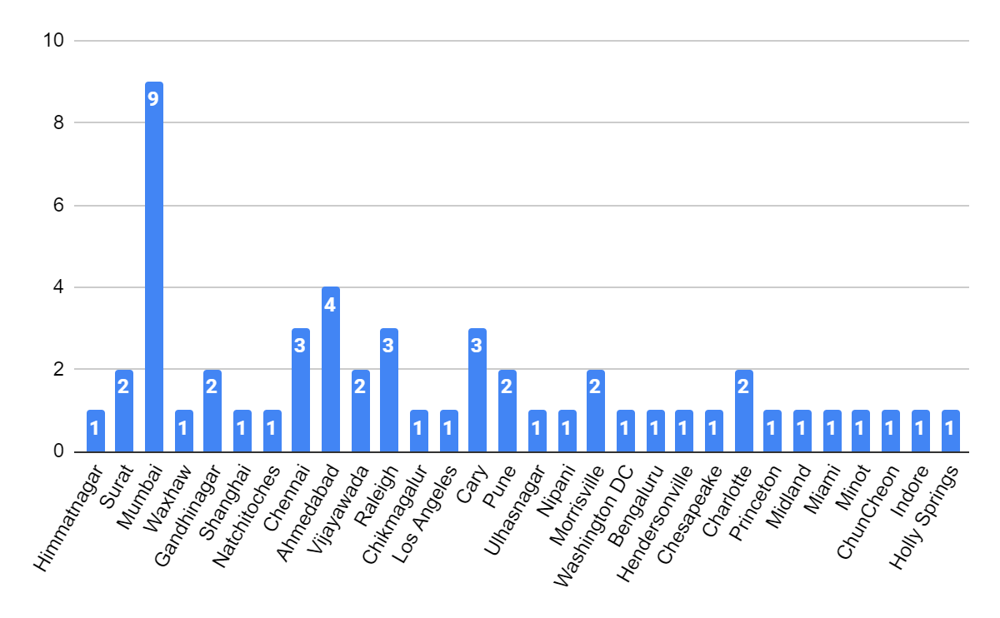 10
8
6
4
2
0
1
2
9
1
2
1
1
3
4
2
3
1
1
3
2
1
1
2
1
1
1
1
2
1
1
1
1
1
1
1
Himmatnagar
Surat
Mumbai
Waxhaw
Gandhinagar
Shanghai
Natchitoches
Chennai
Ahmedabad
Vijayawada
Raleigh
Chikmagalur
Los Angeles
Cary
Pune
Ulhasnagar
Nipani
Morrisville
Washington DC
Bengaluru
Hendersonville
Chesapeake
Charlotte
Princeton
Midland
Miami
Minot
ChunCheon
Indore
Holly Springs